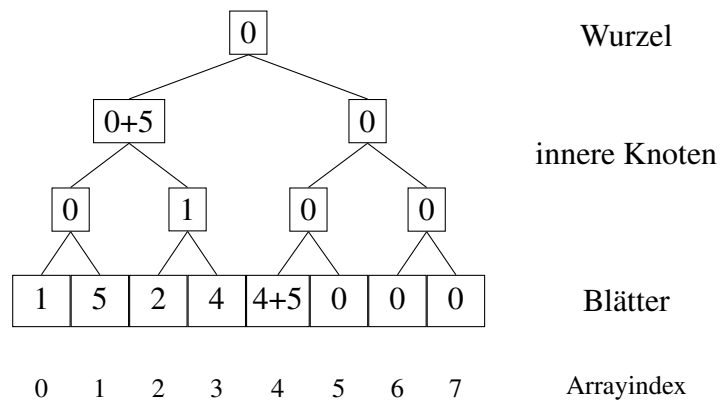 0 Wurzel
0+5 0
innere Knoten
0 1 0 0
1 5 2 4 4+5 0 0 0 Blätter
0 1 2 3 4 5 6 7 Arrayindex